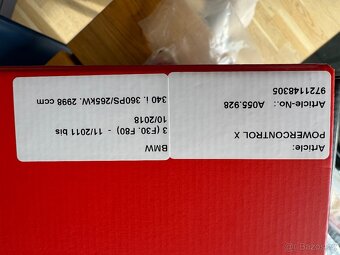 Article:
POWERCONTROL X
Article-No.: A055.928
9721148305
BMW
3 (F30. F80) - 11/2011 bis
10/2018
340 i. 360PS/265kW. 2998 ccm